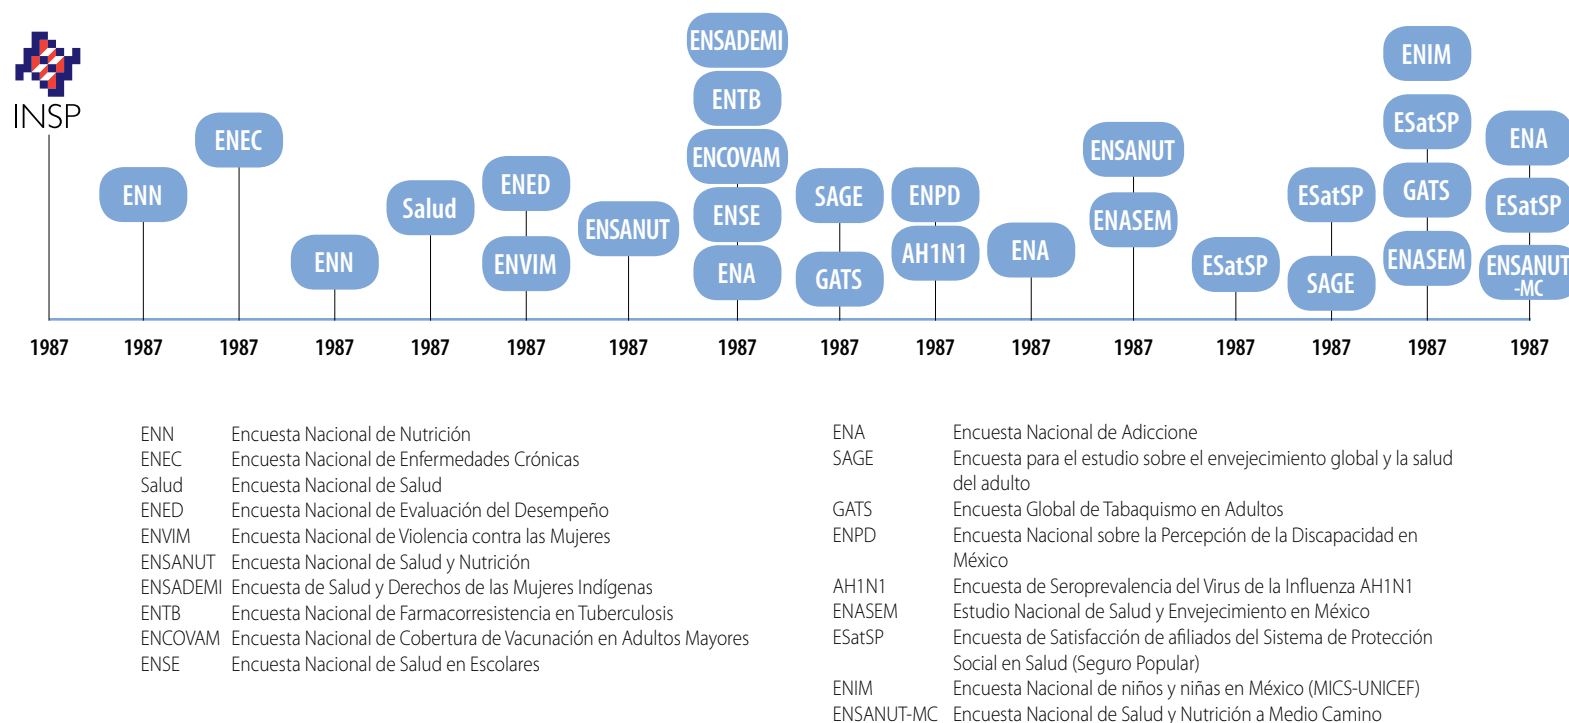 INSP
ENN
ENEC
ENN
Salud
ENED
ENVIM
ENSANUT
ENSADEMI
ENTB
ENCOVAM
ENSE
ENA
SAGE
GATS
ENPD
AH1N1
ENA
ENSANUT
ENASEM
ESatSP
ESatSP
SAGE
ENIM
ESatSP
GATS
ENASEM
ENA
ESatSP
ENSANUT
-MC
1987 1987 1987 1987 1987 1987 1987 1987 1987 1987 1987 1987 1987 1987 1987 1987
ENN Encuesta Nacional de Nutrición
ENEC Encuesta Nacional de Enfermedades Crónicas
Salud Encuesta Nacional de Salud
ENED Encuesta Nacional de Evaluación del Desempeño
ENVIM Encuesta Nacional de Violencia contra las Mujeres
ENSANUT Encuesta Nacional de Salud y Nutrición
ENSADEMI Encuesta de Salud y Derechos de las Mujeres Indígenas
ENTB Encuesta Nacional de Farmacorresistencia en Tuberculosis
ENCOVAM Encuesta Nacional de Cobertura de Vacunación en Adultos Mayores
ENSE Encuesta Nacional de Salud en Escolares
ENA Encuesta Nacional de Adiccione
SAGE Encuesta para el estudio sobre el envejecimiento global y la salud
del adulto
GATS Encuesta Global de Tabaquismo en Adultos
ENPD Encuesta Nacional sobre la Percepción de la Discapacidad en
México
AH1N1 Encuesta de Seroprevalencia del Virus de la Influenza AH1N1
ENASEM Estudio Nacional de Salud y Envejecimiento en México
ESatSP Encuesta de Satisfacción de afiliados del Sistema de Protección
Social en Salud (Seguro Popular)
ENIM Encuesta Nacional de niños y niñas en México (MICS-UNICEF)
ENSANUT-MC Encuesta Nacional de Salud y Nutrición a Medio Camino